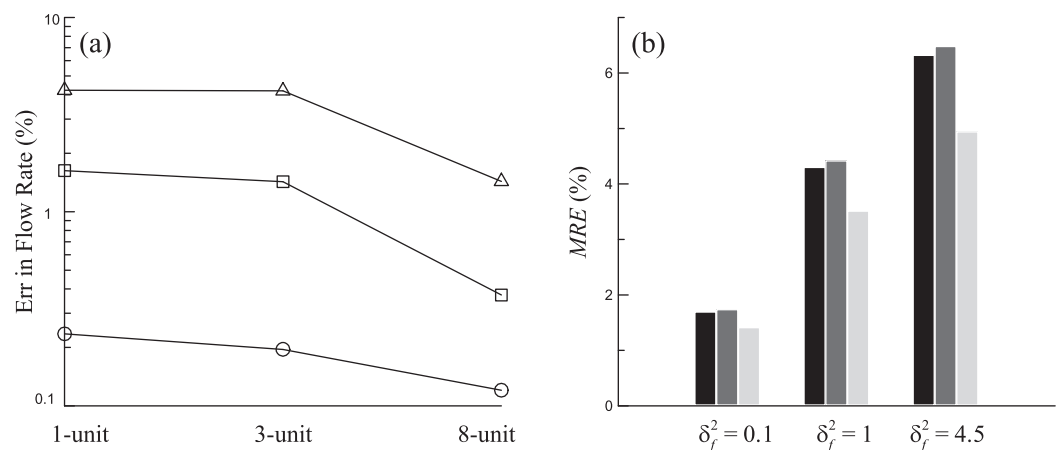 (a)
Err in Flow Rate (%)
10
1
0.1
1-unit 3-unit 8-unit
(b)
MRE (%)
6
4
2
0
δ_f^2 = 0.1 δ_f^2 = 1 δ_f^2 = 4.5